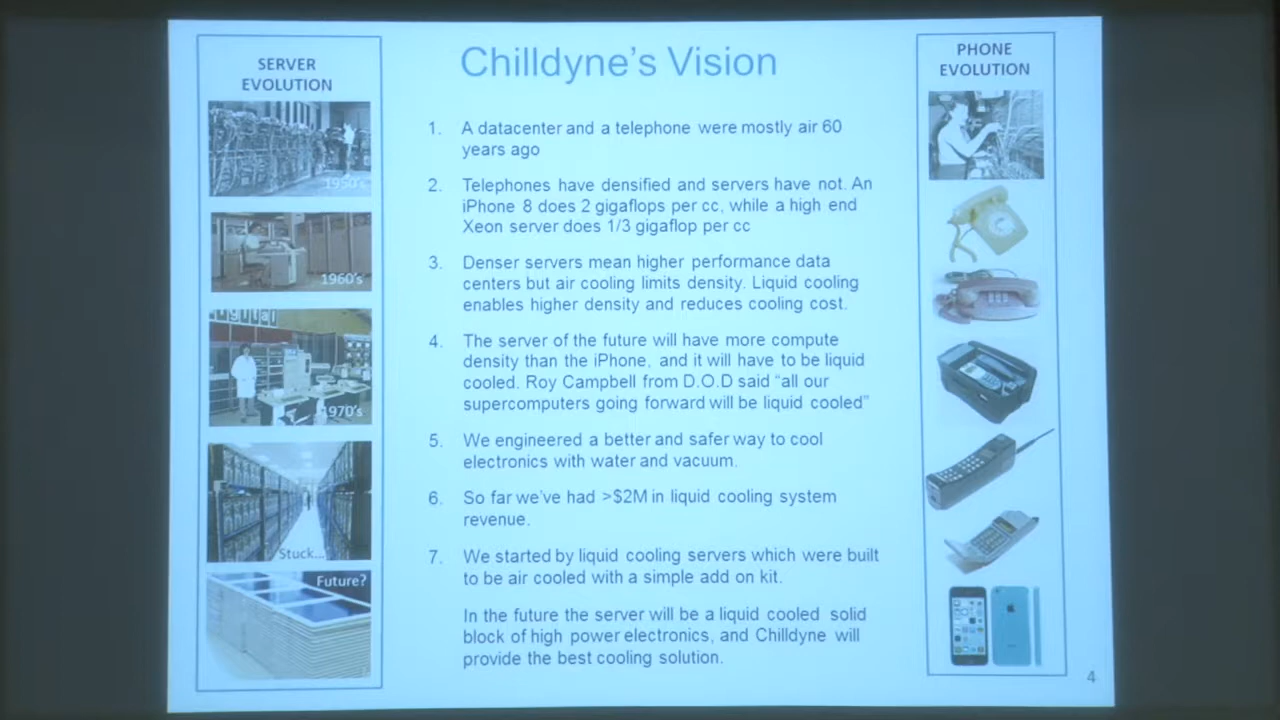 SERVER
EVOLUTION
1950's
1960's
digital
1970's
Stuck...
Future?
Chilldyne's Vision
1. A datacenter and a telephone were mostly air 60
years ago
2. Telephones have densified and servers have not. An
iPhone 8 does 2 gigaflops per cc, while a high end
Xeon server does 1/3 gigaflop per cc
3. Denser servers mean higher performance data
centers but air cooling limits density. Liquid cooling
enables higher density and reduces cooling cost.
4. The server of the future will have more compute
density than the iPhone, and it will have to be liquid
cooled. Roy Campbell from D.O.D said “all our
supercomputers going forward will be liquid cooled”
5. We engineered a better and safer way to cool
electronics with water and vacuum.
6. So far we've had >$2M in liquid cooling system
revenue.
7. We started by liquid cooling servers which were built
to be air cooled with a simple add on kit.
In the future the server will be a liquid cooled solid
block of high power electronics, and Chilldyne will
provide the best cooling solution.
PHONE
EVOLUTION
4